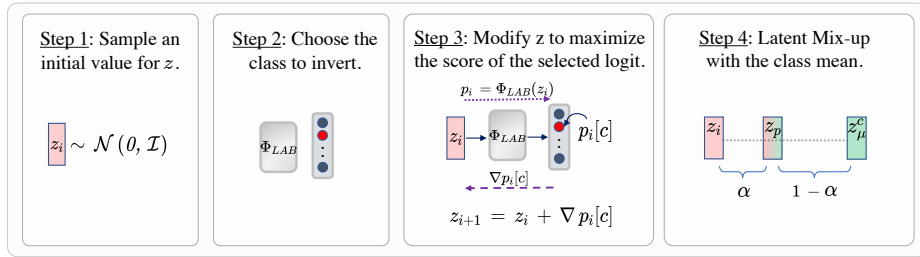 Step 1: Sample an
initial value for z.
z_i ~ N (0, I)
Step 2: Choose the
class to invert.
Φ_LAB
Step 3: Modify z to maximize
the score of the selected logit.
p_i = Φ_LAB(z_i)
z_i Φ_LAB p_i[c]
∇p_i[c]
z_{i+1} = z_i + ∇ p_i[c]
Step 4: Latent Mix-up
with the class mean.
z_i z_p z_μ^c
α 1 − α